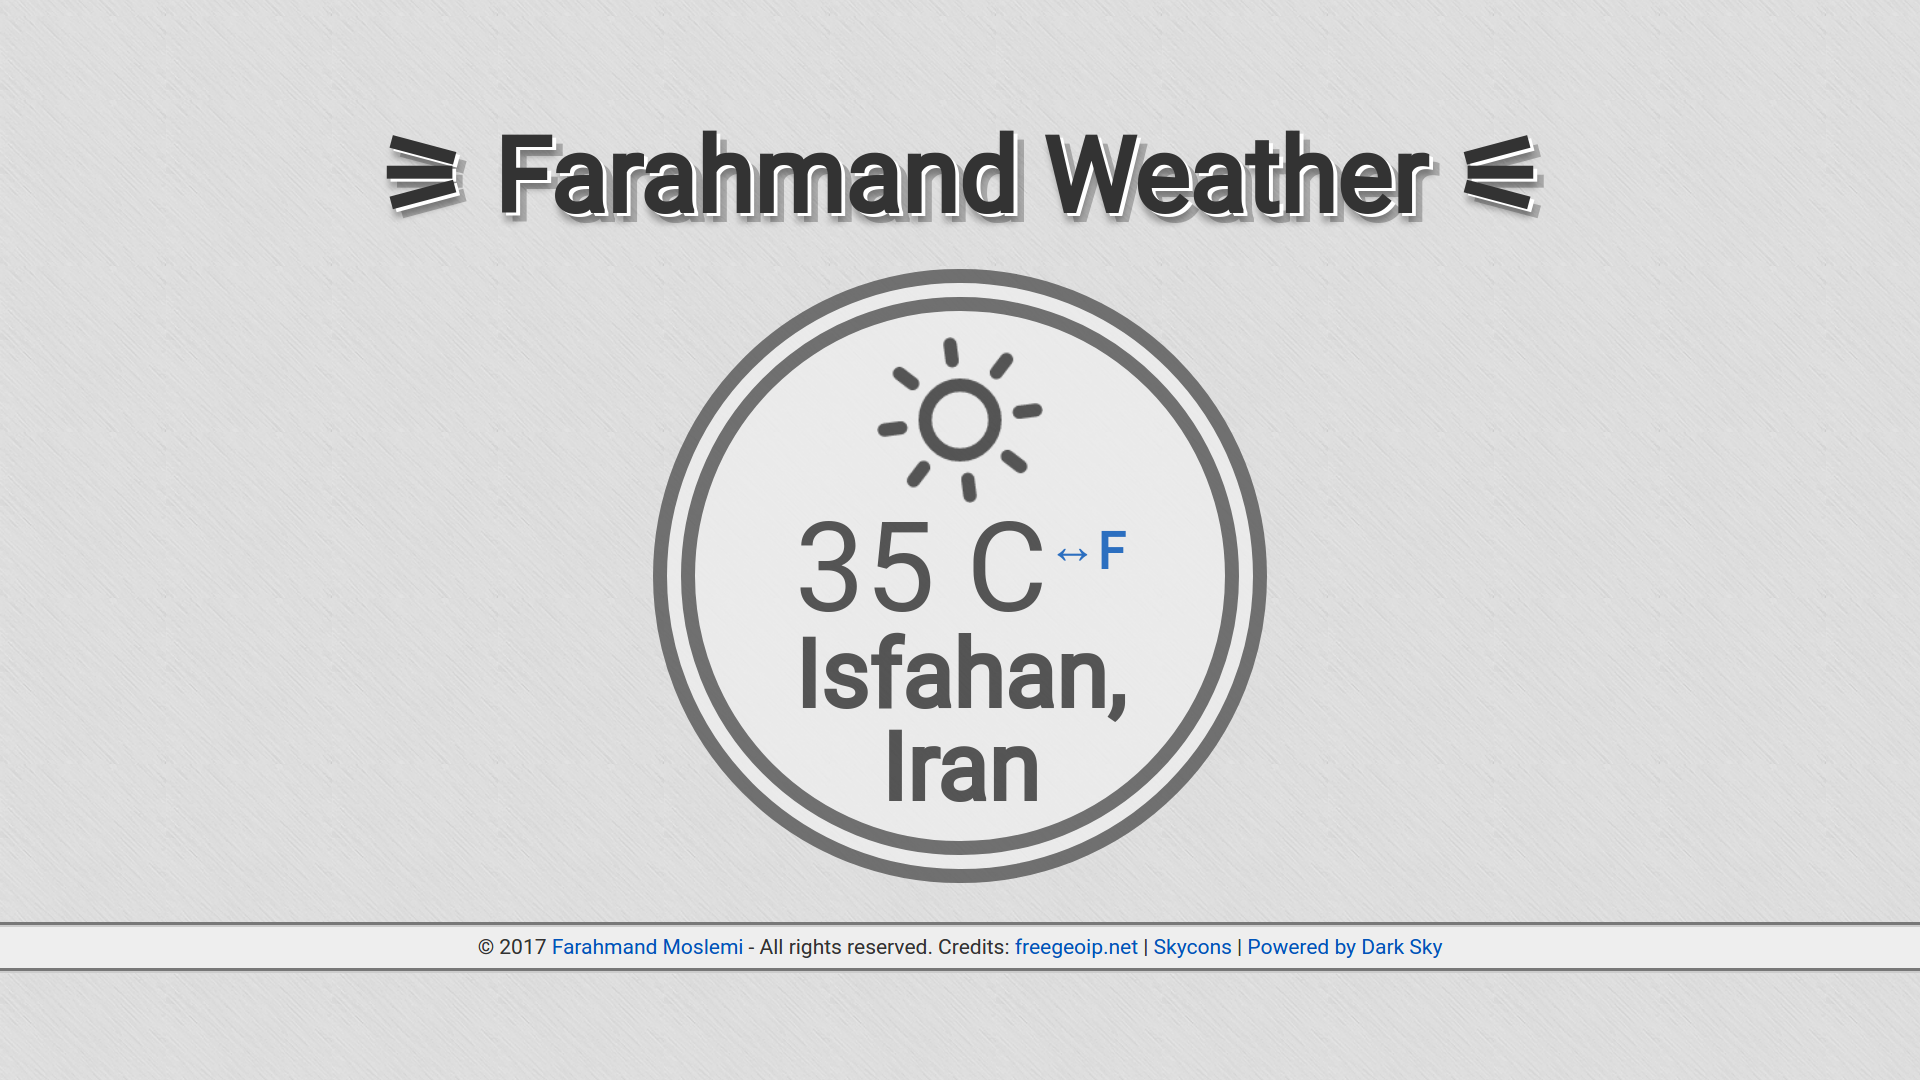 Farahmand Weather
35 C ↔ F
Isfahan,
Iran
© 2017 Farahmand Moslemi - All rights reserved. Credits: freegeoip.net | Skycons | Powered by Dark Sky